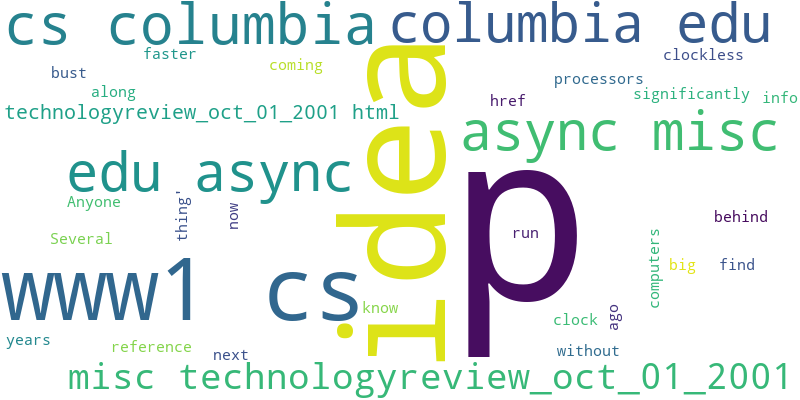 cs columbia
columbia edu
faster
clockless
bust
coming
processors
along
significantly
info
href
technologyreview_oct_01_2001 html
idea
async misc
edu async
p
Anyone
thing'
now
behind
run
Several
computers
big
find
www1 cs
know
ago
clock
years
reference
next
without
misc technologyreview_oct_01_2001